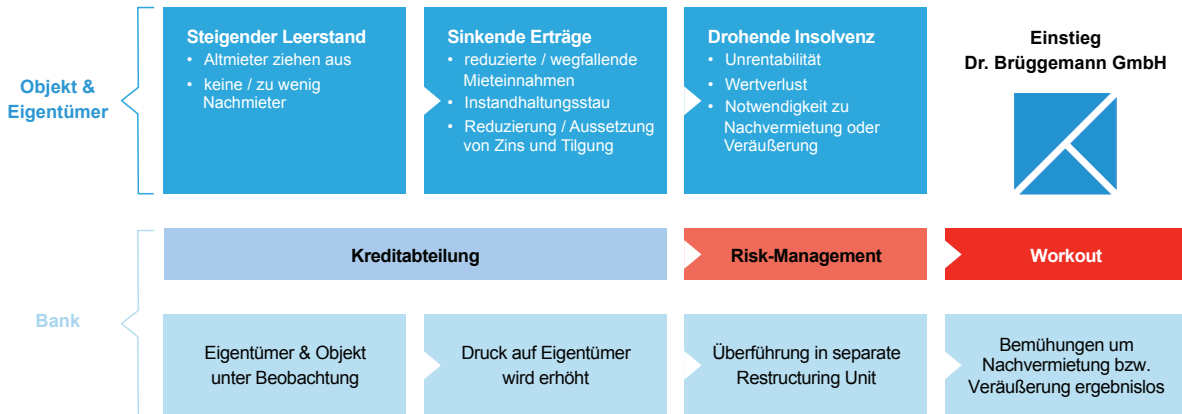 Objekt &
Eigentümer
Steigender Leerstand
• Altmieter ziehen aus
• keine / zu wenig
Nachmieter
Sinkende Erträge
• reduzierte / wegfallende
Mieteinnahmen
• Instandhaltungsstau
• Reduzierung / Aussetzung
von Zins und Tilgung
Drohende Insolvenz
• Unrentabilität
• Wertverlust
• Notwendigkeit zu
Nachvermietung oder
Veräußerung
Einstieg
Dr. Brüggemann GmbH
Bank
Kreditabteilung
Risk-Management
Workout
Eigentümer & Objekt
unter Beobachtung
Druck auf Eigentümer
wird erhöht
Überführung in separate
Restructuring Unit
Bemühungen um
Nachvermietung bzw.
Veräußerung ergebnislos